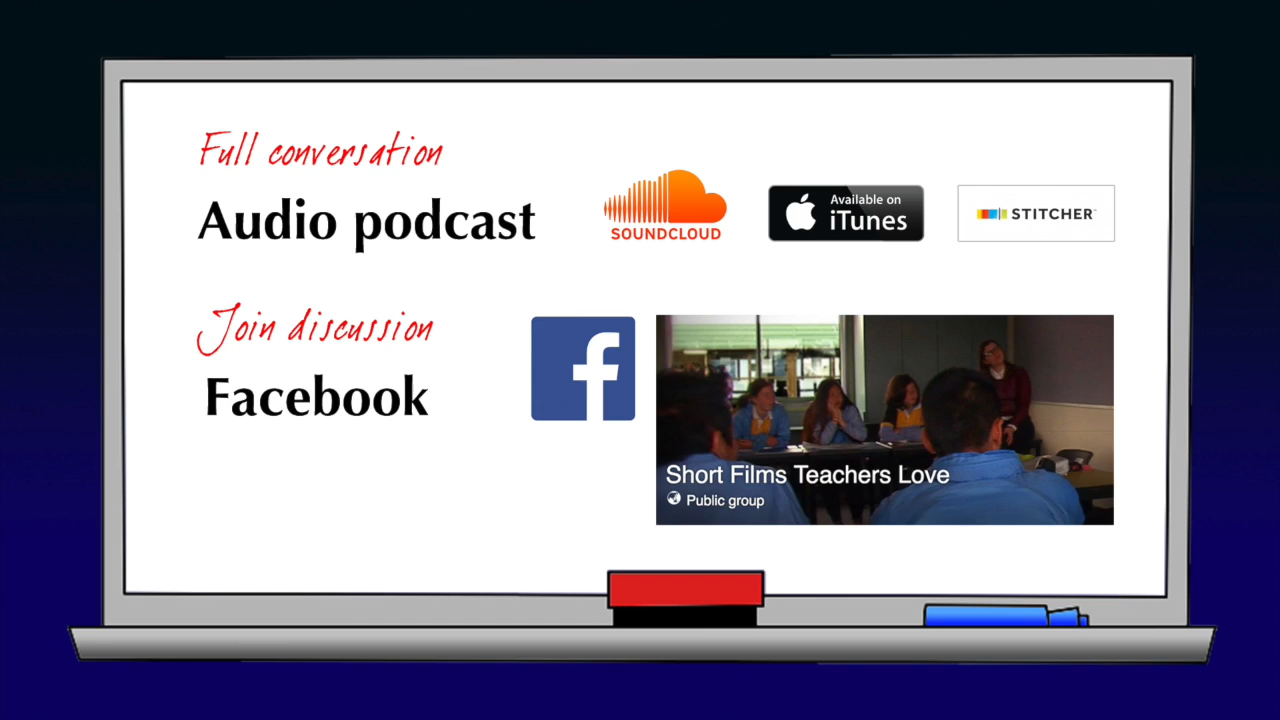 Full conversation
Audio podcast
SOUNDCLOUD
Available on
iTunes
STITCHER
Join discussion
Facebook
f
Short Films Teachers Love
Public group